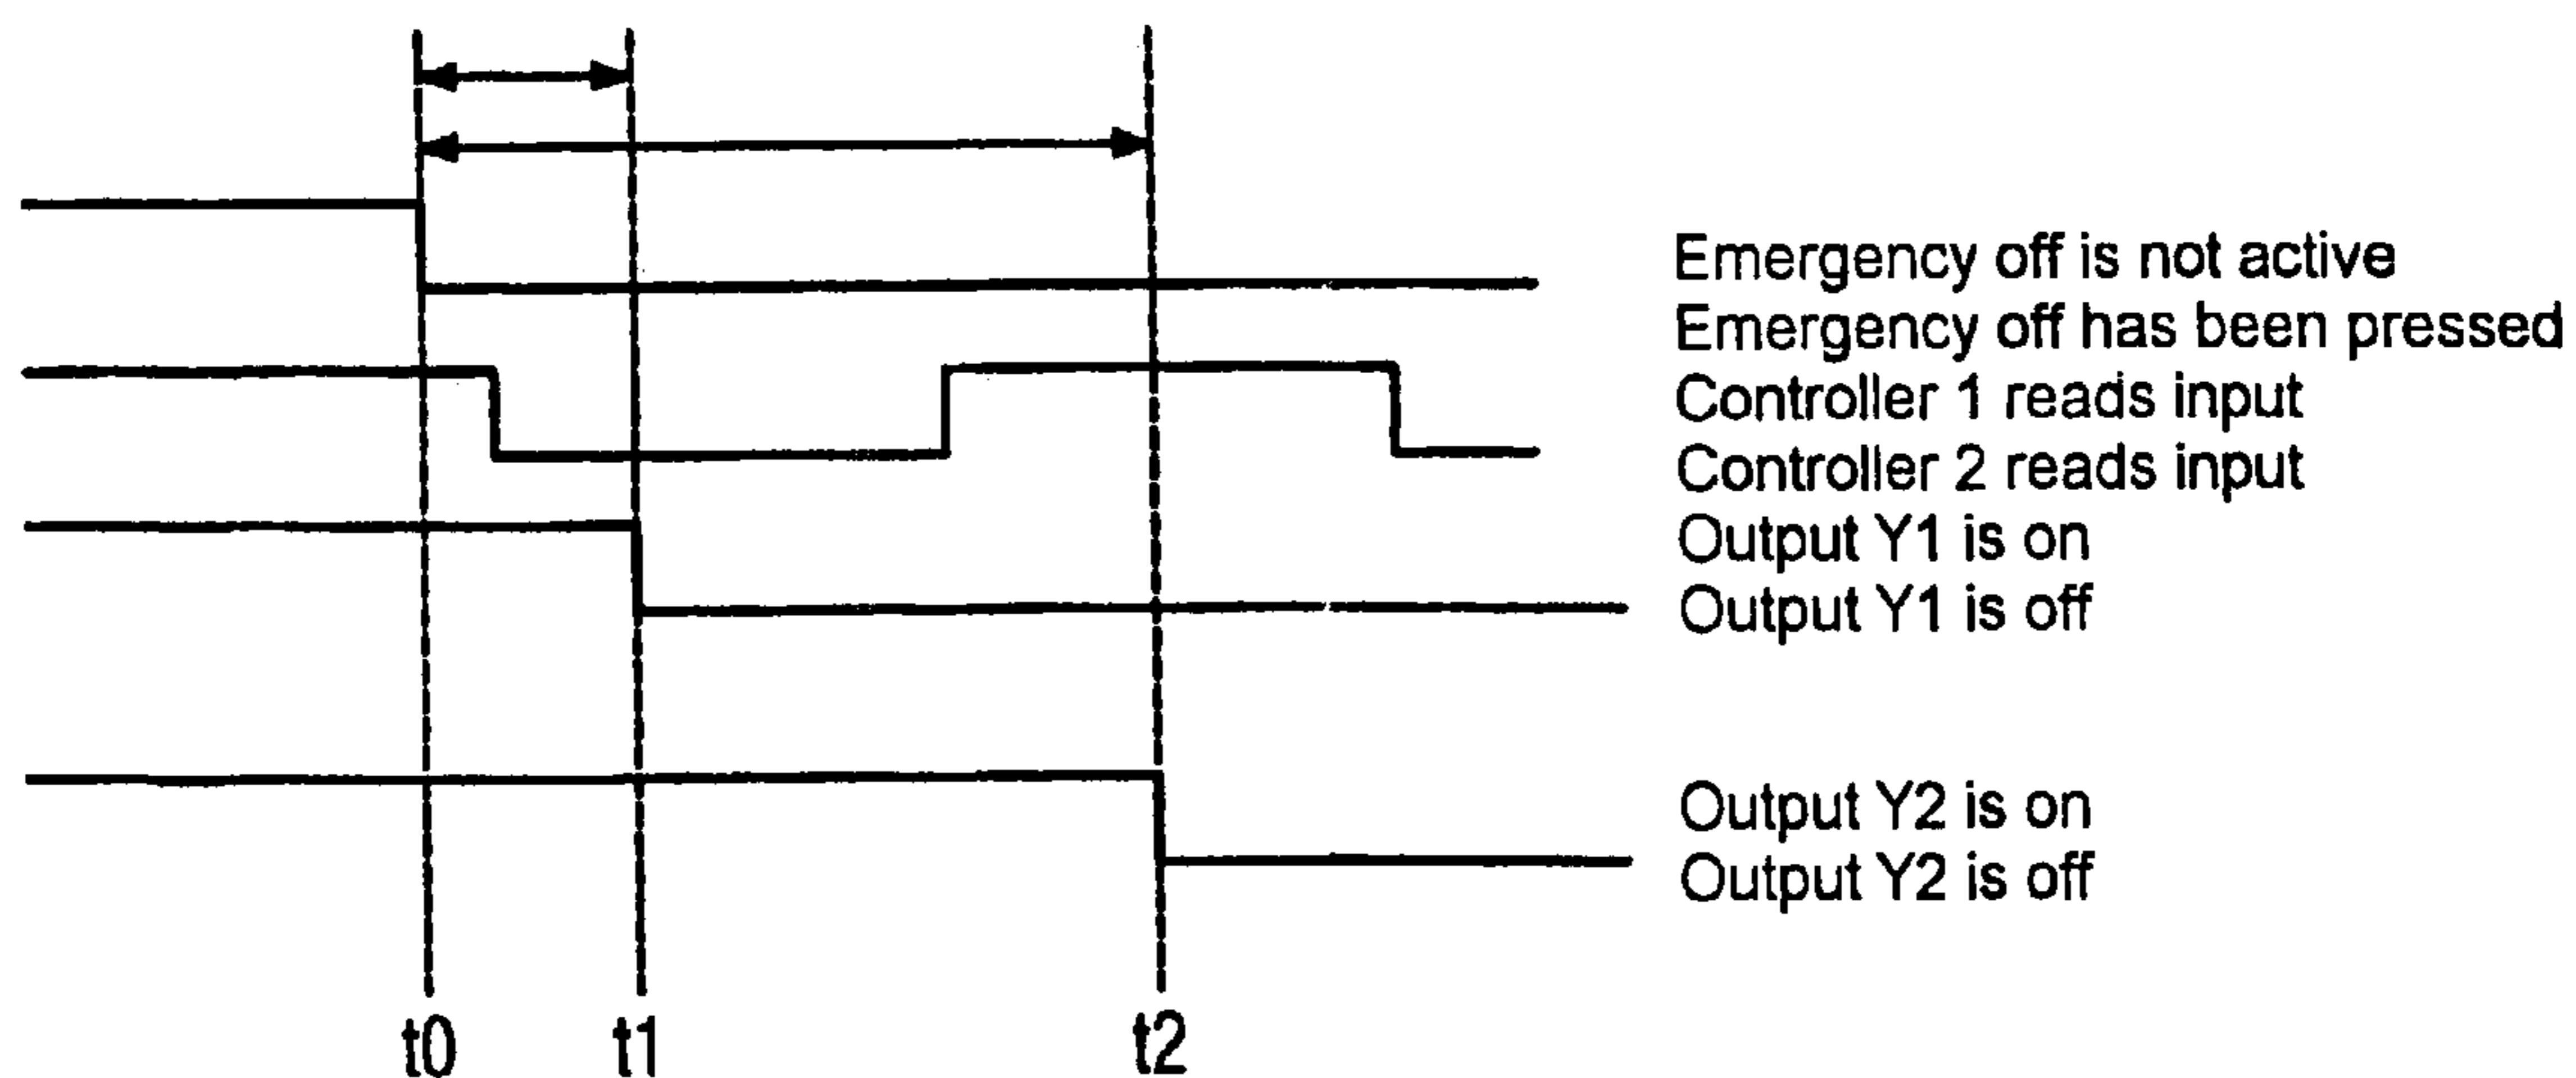 Emergency off is not active
Emergency off has been pressed
Controller 1 reads input
Controller 2 reads input
Output Y1 is on
Output Y1 is off
Output Y2 is on
Output Y2 is off
t0 t1 t2